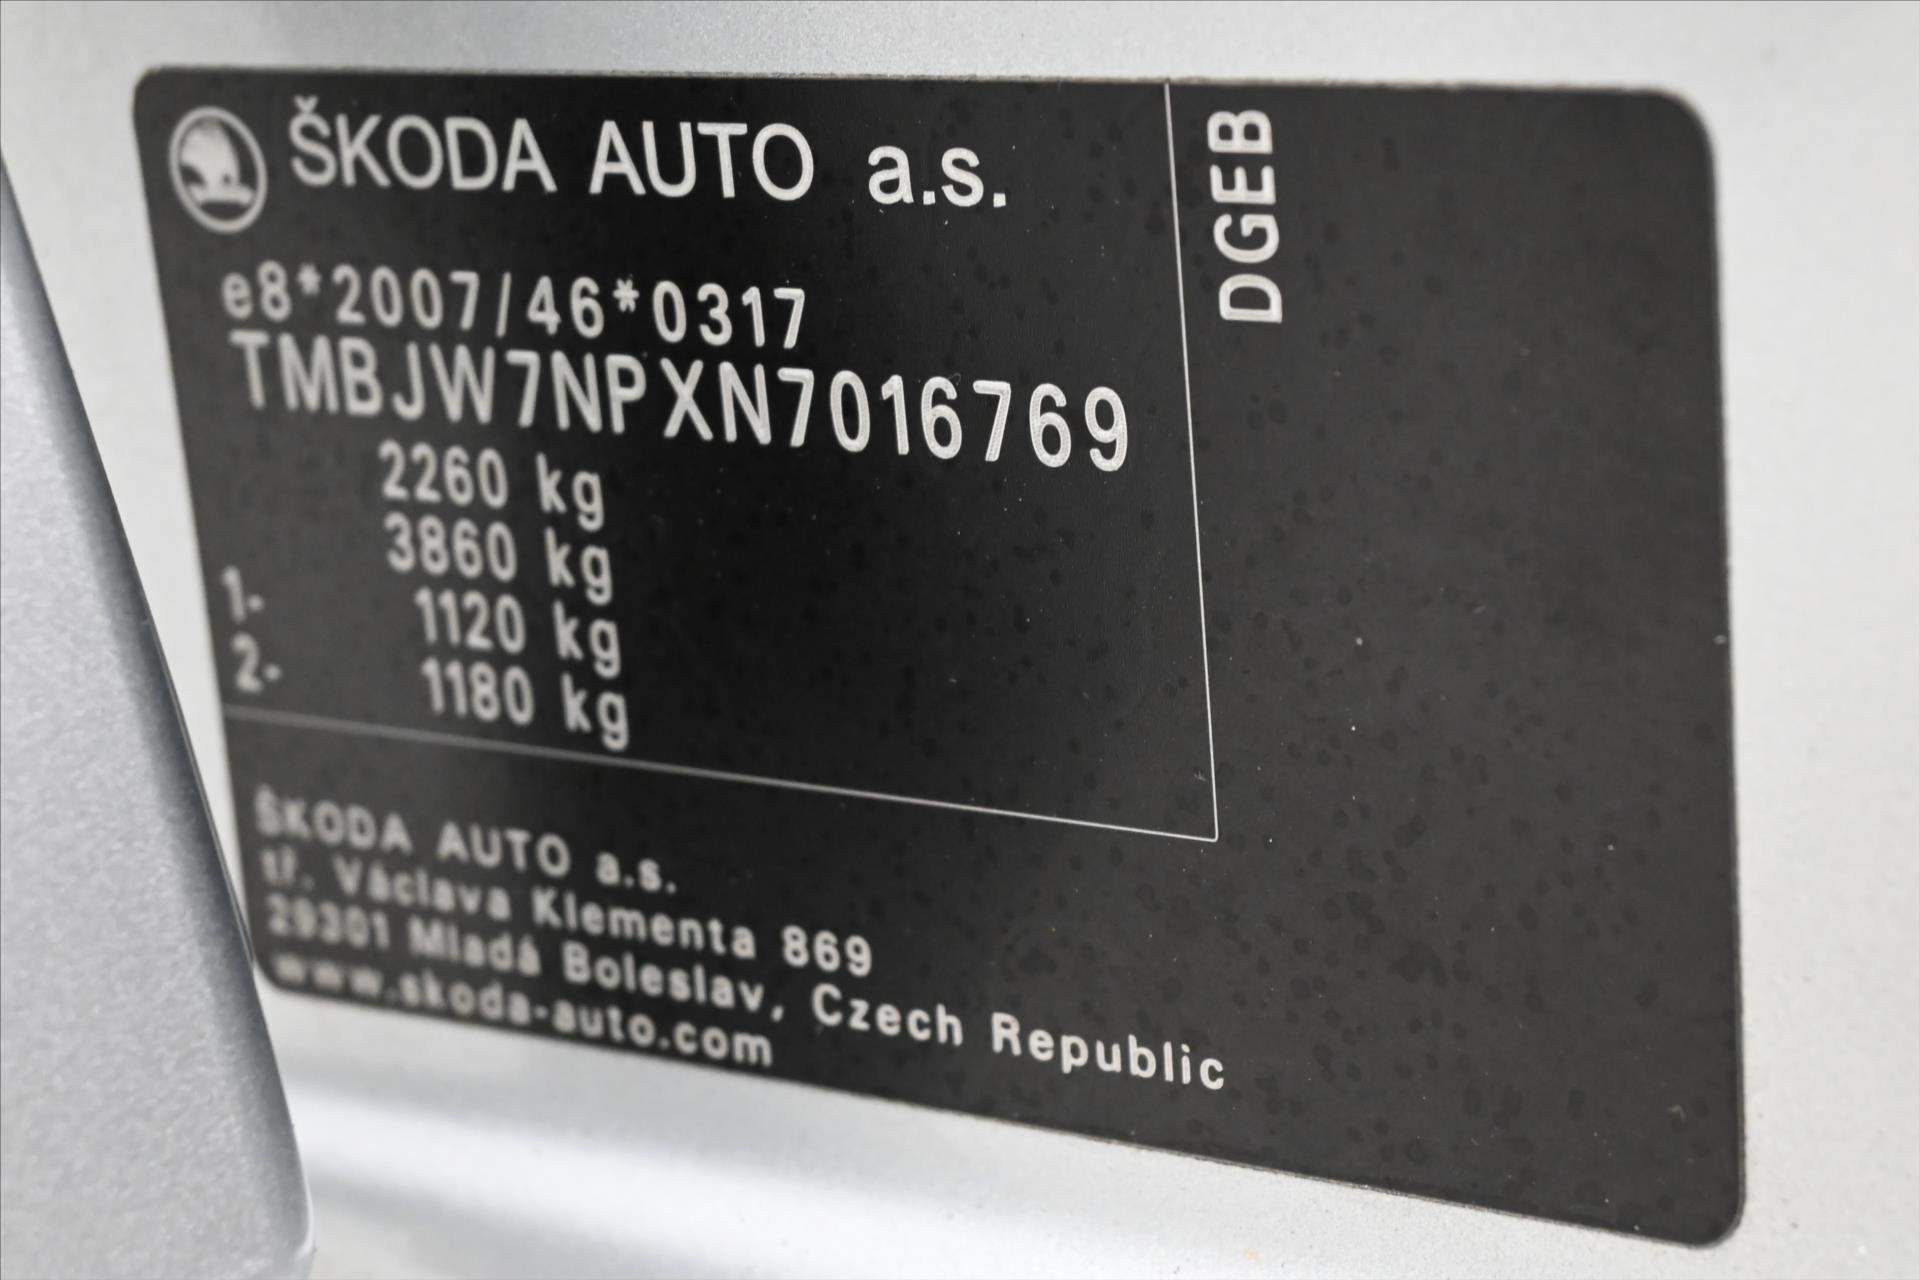 ŠKODA AUTO a.s.
e8*2007/46*0317
TMBJW7NPXN7016769
2260 kg
3860 kg
1- 1120 kg
2- 1180 kg
DGEB
ŠKODA AUTO a.s.
tř. Václava Klementa 869
29301 Mladá Boleslav, Czech Republic
www.skoda-auto.com